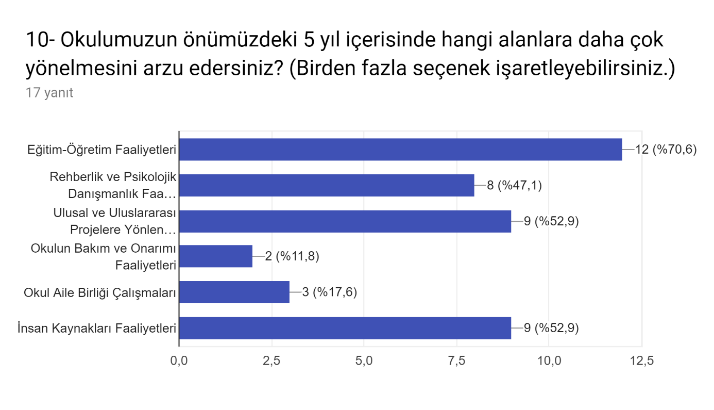 10- Okulumuzun önümüzdeki 5 yıl içerisinde hangi alanlara daha çok
yönelmesini arzu edersiniz? (Birden fazla seçenek işaretleyebilirsiniz.)
17 yanıt
Eğitim-Öğretim Faaliyetleri
12 (%70,6)
Rehberlik ve Psikolojik
Danışmanlık Faa…
8 (%47,1)
Ulusal ve Uluslararası
Projelere Yönlen…
9 (%52,9)
Okulun Bakım ve Onarımı
Faaliyetleri
2 (%11,8)
Okul Aile Birliği Çalışmaları
3 (%17,6)
İnsan Kaynakları Faaliyetleri
9 (%52,9)
0,0 2,5 5,0 7,5 10,0 12,5